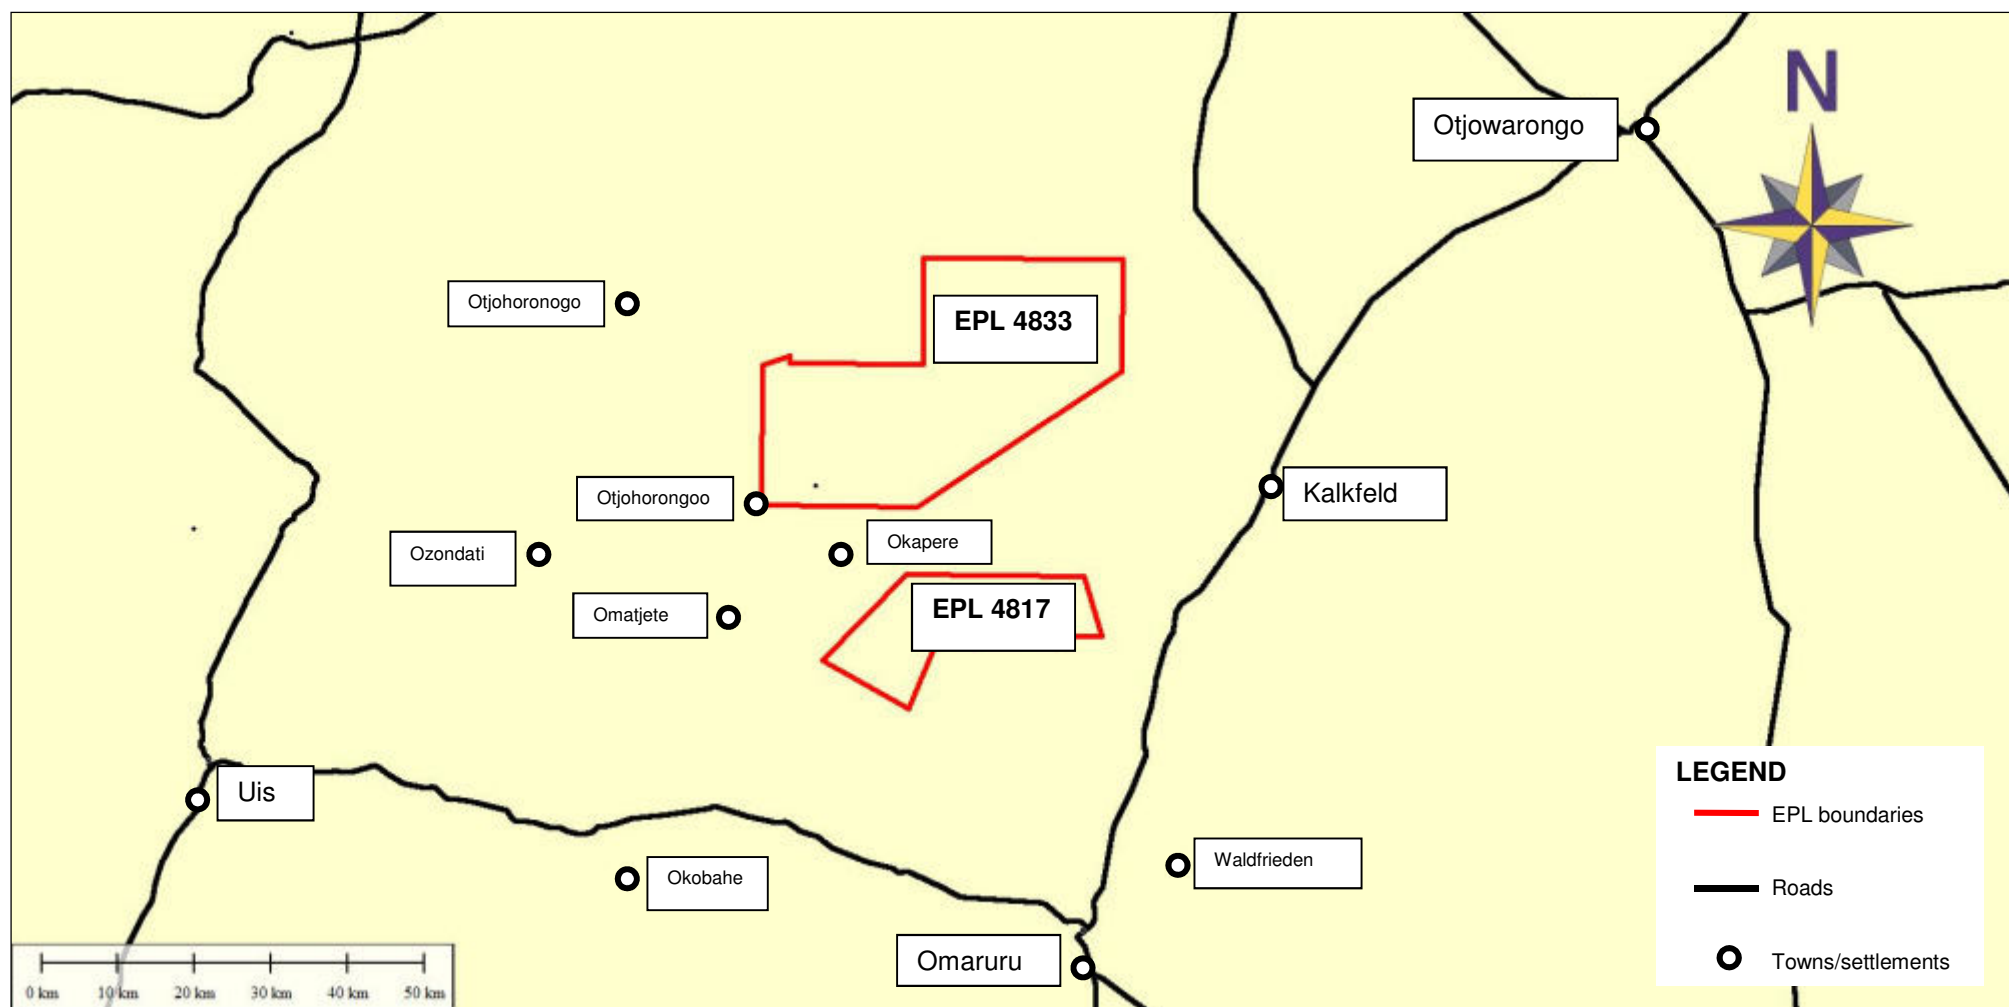 N
Otjowarongo
Otjohoronogo
EPL 4833
Otjohorongoo
Kalkfeld
Okapere
Ozondati
EPL 4817
Omatjete
Uis
LEGEND
EPL boundaries
Waldfrieden
Okobahe
Roads
Omaruru
Towns/settlements
0 km 10 km 20 km 30 km 40 km 50 km